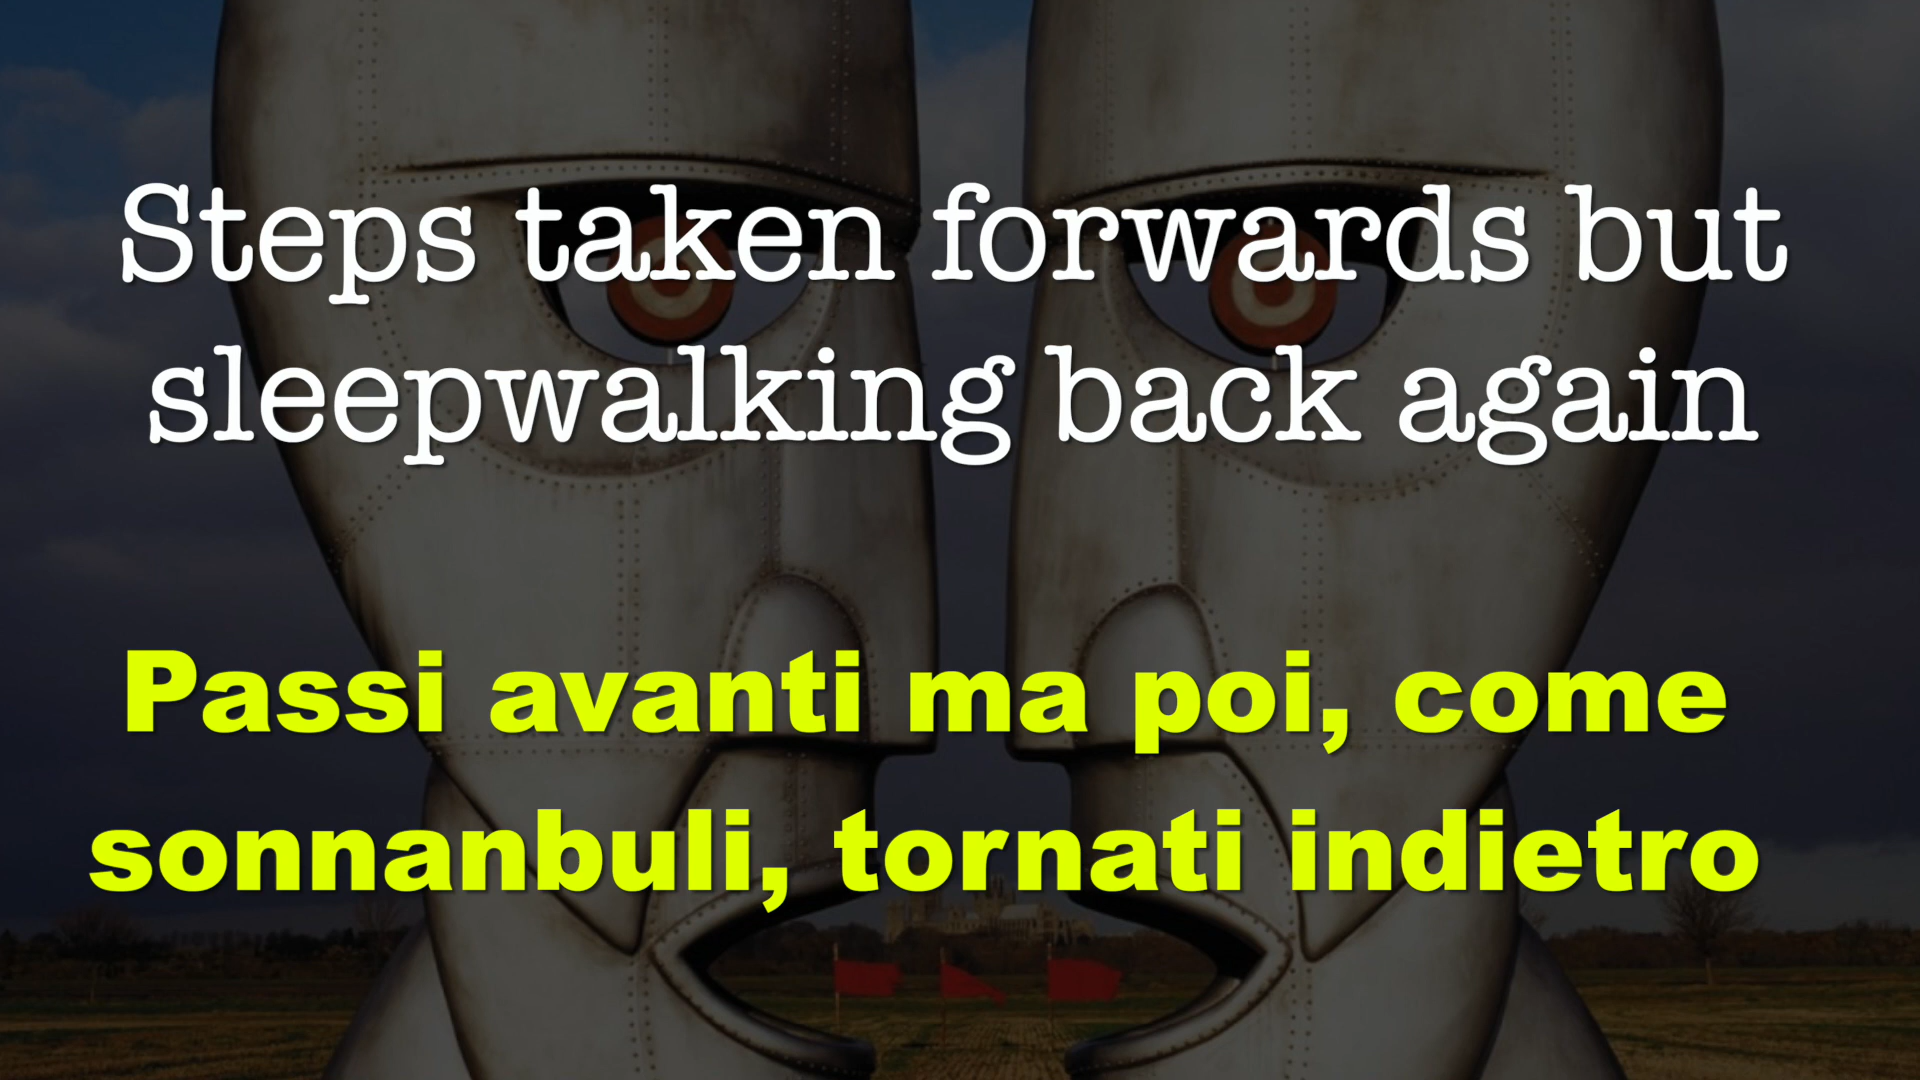 Steps taken forwards but
sleepwalking back again
Passi avanti ma poi, come
sonnanbuli, tornati indietro